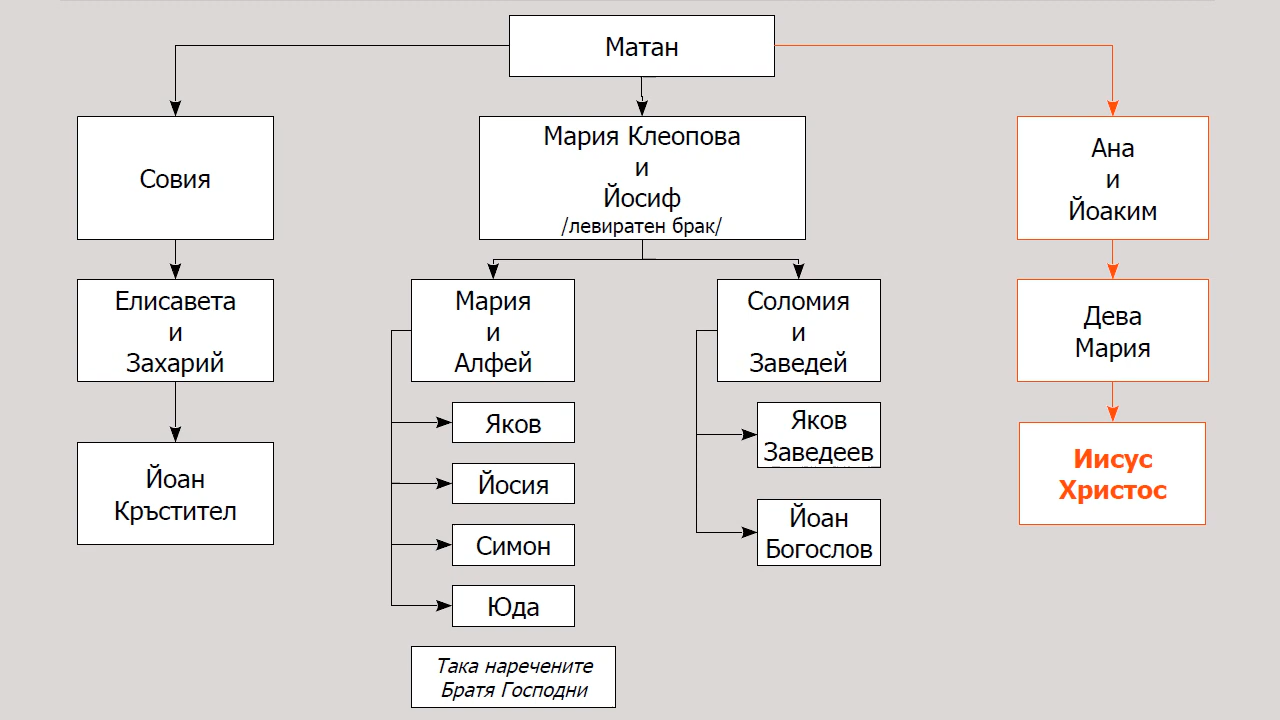 Матан
Совия
Мария Клеопова
и
Йосиф
/левиратен брак/
Ана
и
Йоаким
Елисавета
и
Захарий
Мария
и
Алфей
Соломия
и
Заведей
Дева
Мария
Йоан
Кръстител
Яков
Йосия
Симон
Юда
Яков
Заведеев
Йоан
Богослов
Иисус
Христос
Така наречените
Братя Господни